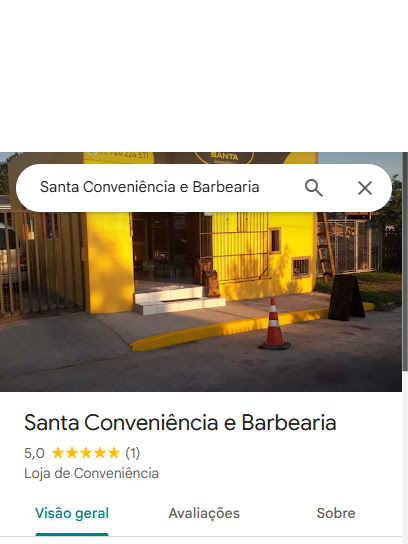 SANTA
Santa Conveniência e Barbearia
Santa Conveniência e Barbearia
5,0 ★★★★★ (1)
Loja de Conveniência
Visão geral
Avaliações
Sobre